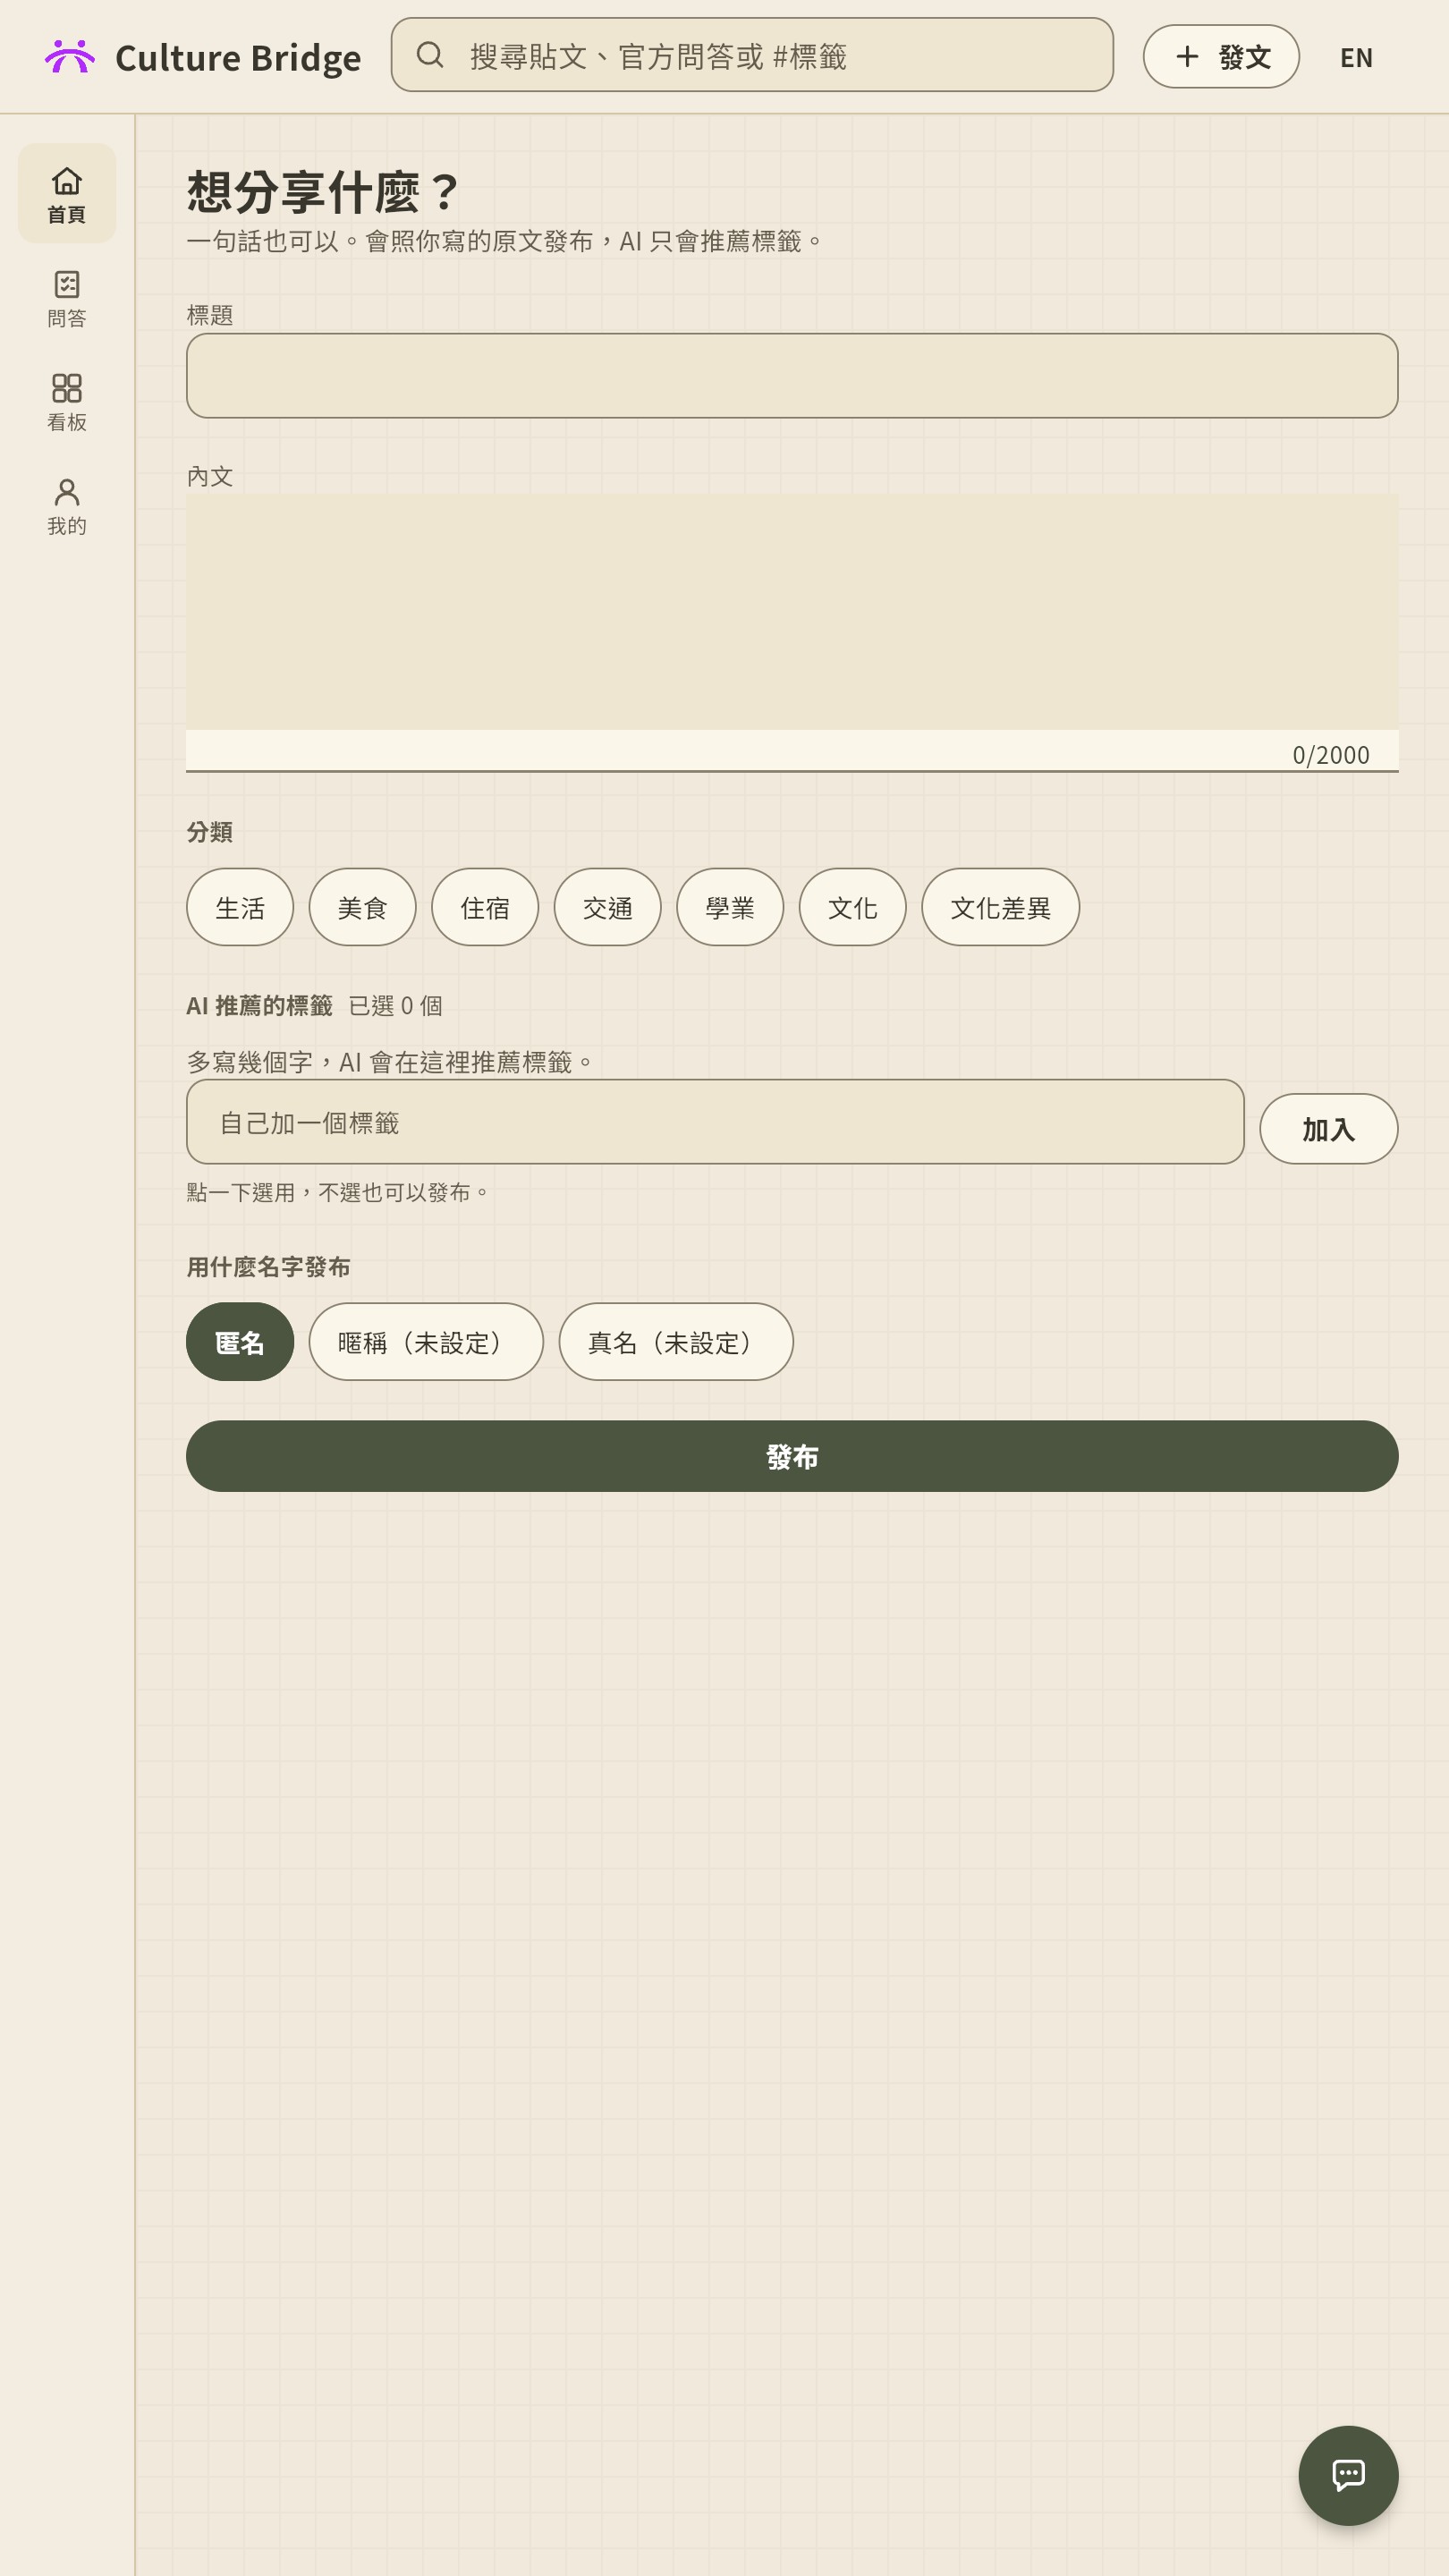 Culture Bridge
搜尋貼文、官方問答或 #標籤
發文
EN
首頁
問答
看板
我的
想分享什麼？
一句話也可以。會照你寫的原文發布，AI 只會推薦標籤。
標題
內文
0/2000
分類
生活
美食
住宿
交通
學業
文化
文化差異
AI 推薦的標籤 已選 0 個
多寫幾個字，AI 會在這裡推薦標籤。
自己加一個標籤
加入
點一下選用，不選也可以發布。
用什麼名字發布
匿名
暱稱（未設定）
真名（未設定）
發布